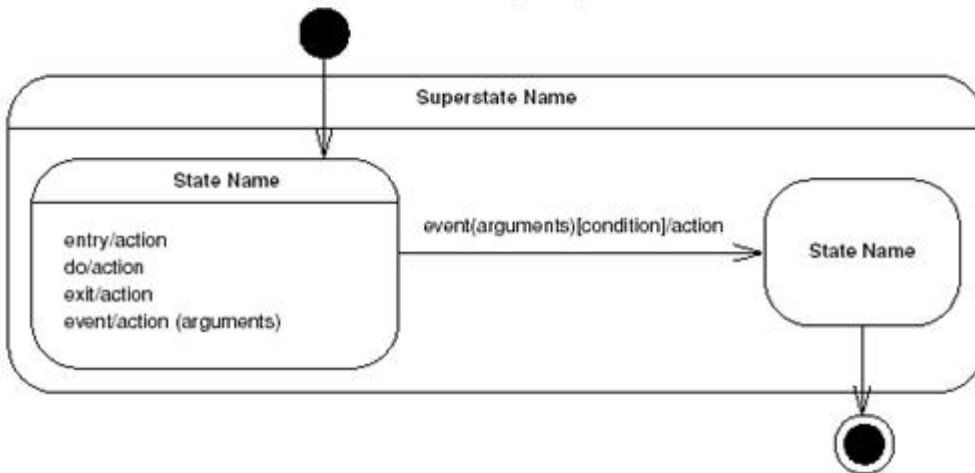 Superstate Name
State Name
entry/action
do/action
exit/action
event/action (arguments)
event(arguments)[condition]/action
State Name